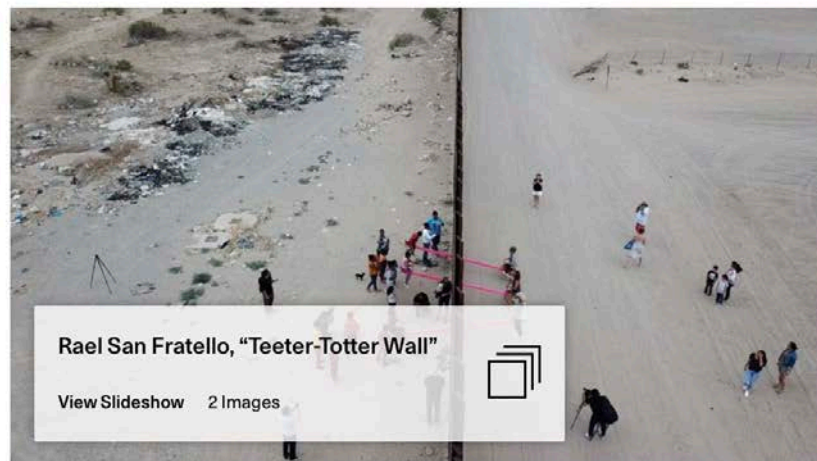 Rael San Fratello, “Teeter-Totter Wall”
View Slideshow 2 Images